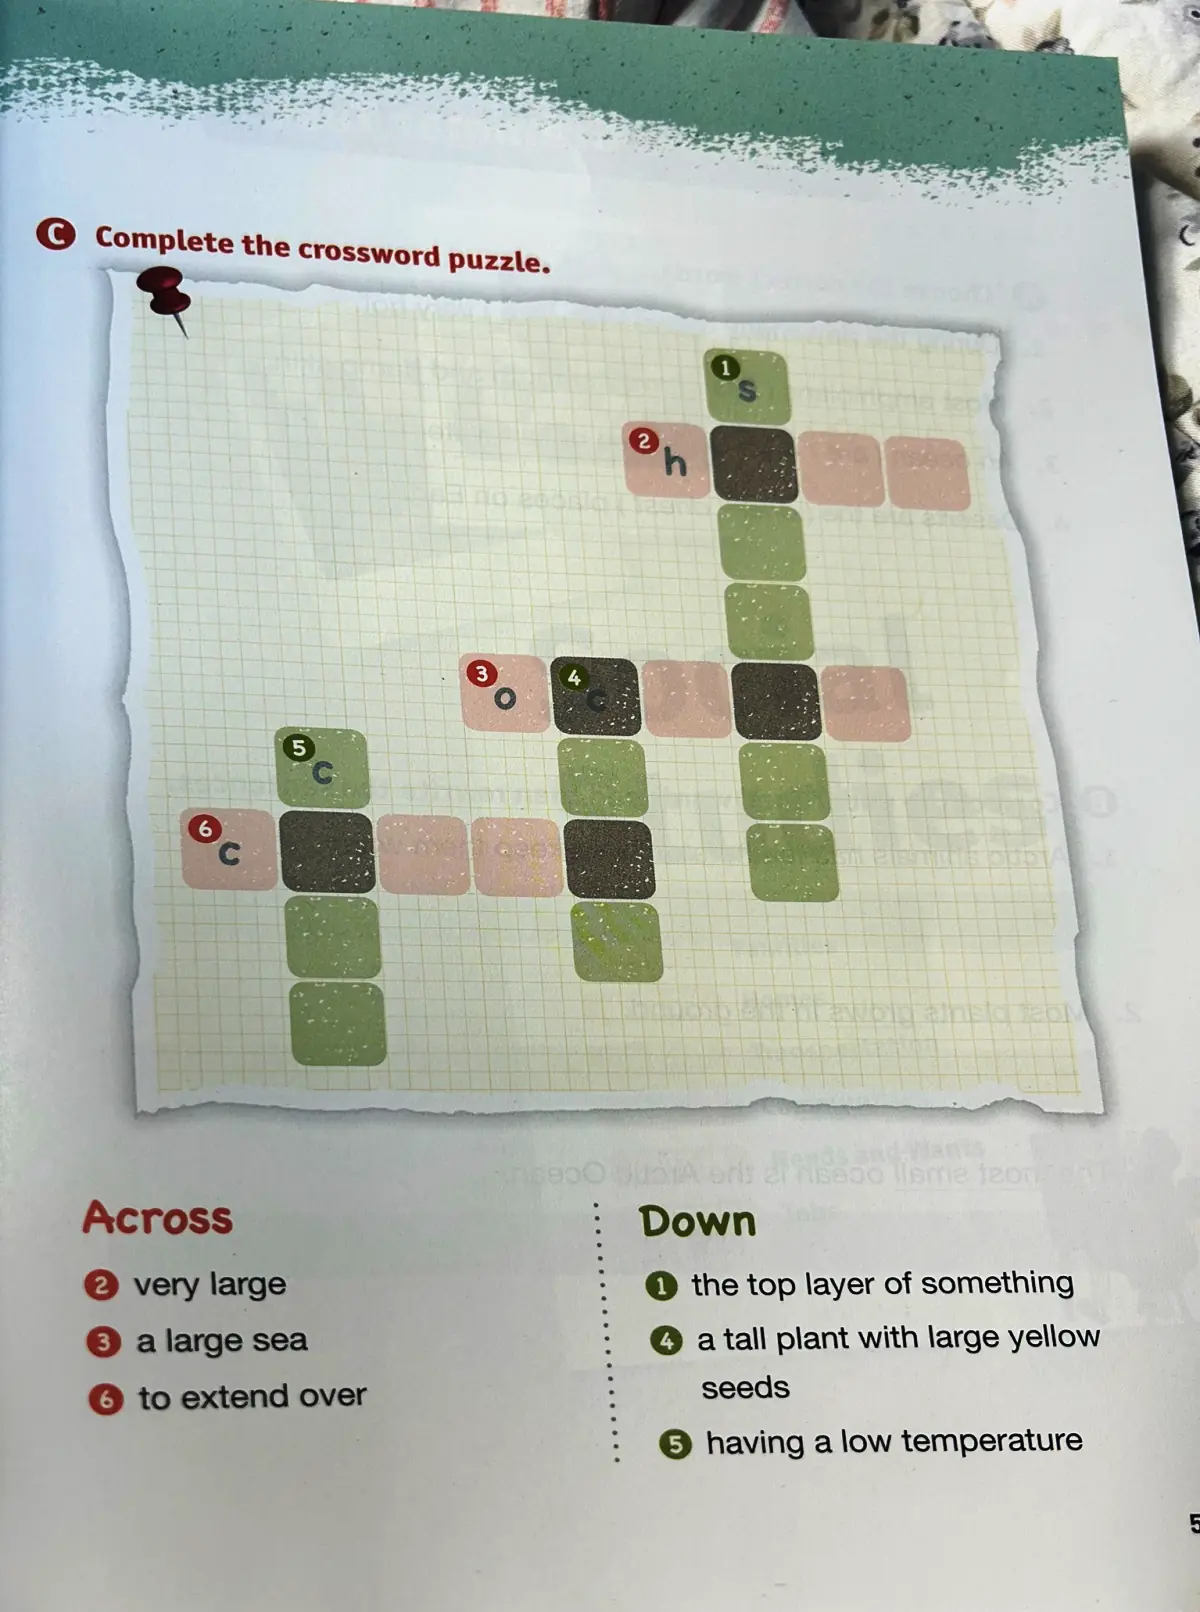 C Complete the crossword puzzle.
1 s
2 h
3 o 4 c
5 c
6 c
Across
2 very large
3 a large sea
6 to extend over
Down
1 the top layer of something
4 a tall plant with large yellow
seeds
5 having a low temperature
5